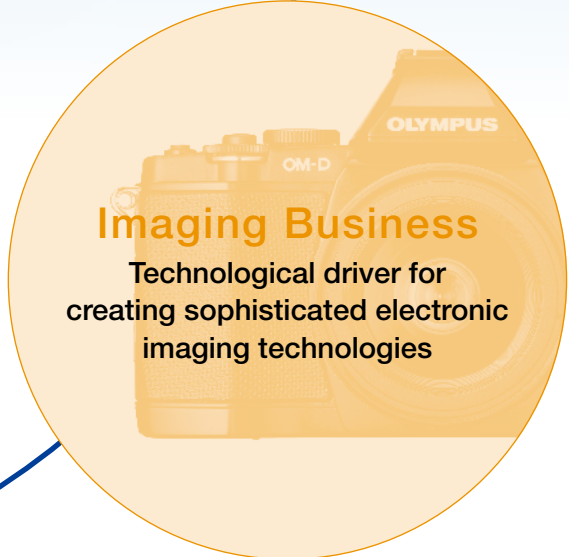 OLYMPUS
OM-D
Imaging Business
Technological driver for
creating sophisticated electronic
imaging technologies